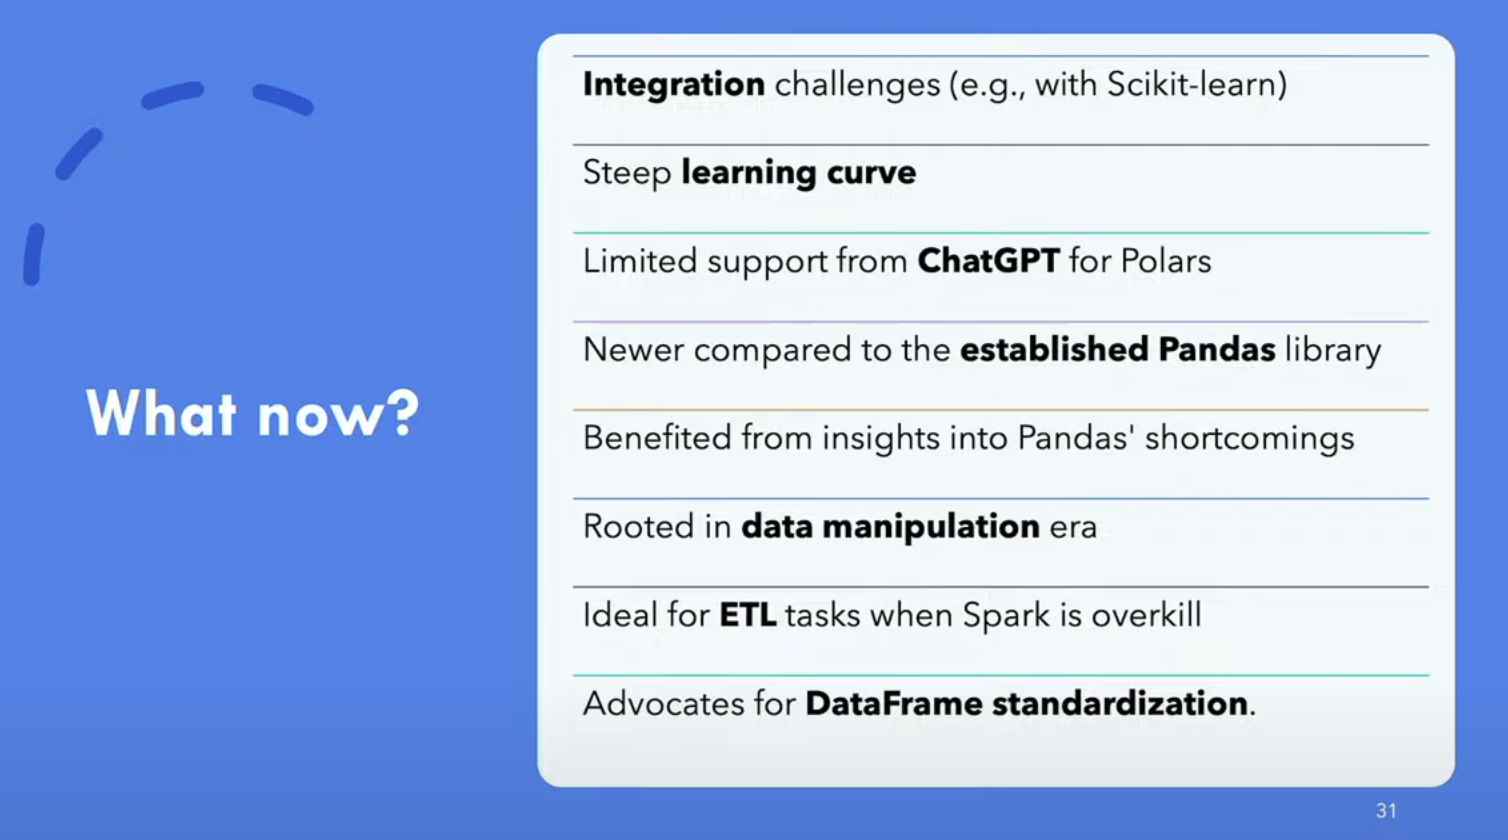 What now?
Integration challenges (e.g., with Scikit-learn)
Steep learning curve
Limited support from ChatGPT for Polars
Newer compared to the established Pandas library
Benefited from insights into Pandas' shortcomings
Rooted in data manipulation era
Ideal for ETL tasks when Spark is overkill
Advocates for DataFrame standardization.
31